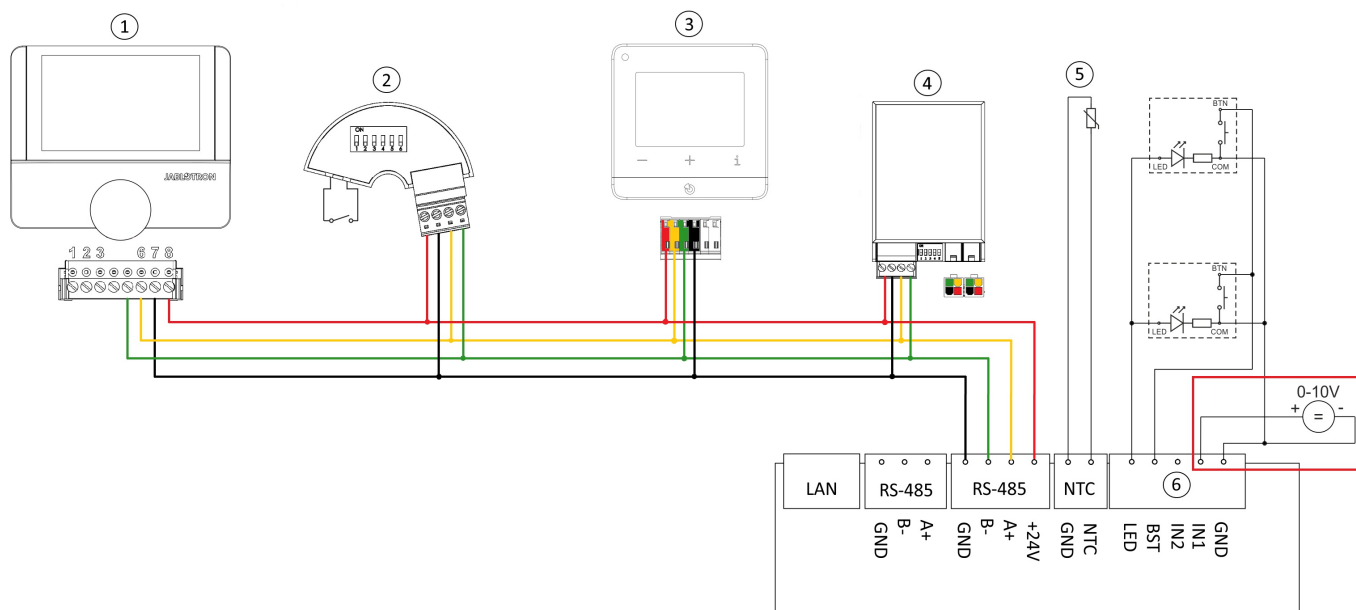 1
2
3
4
5
ON
1 2 3 4 5 6
JABLOTRON
− + i
1 2 3 6 7 8
BTN
LED
COM
BTN
LED
COM
0-10V
+ = -
LAN
RS-485
RS-485
NTC
6
GND
B-
A+
GND
B-
A+
+24V
GND
NTC
LED
BST
IN2
IN1
GND